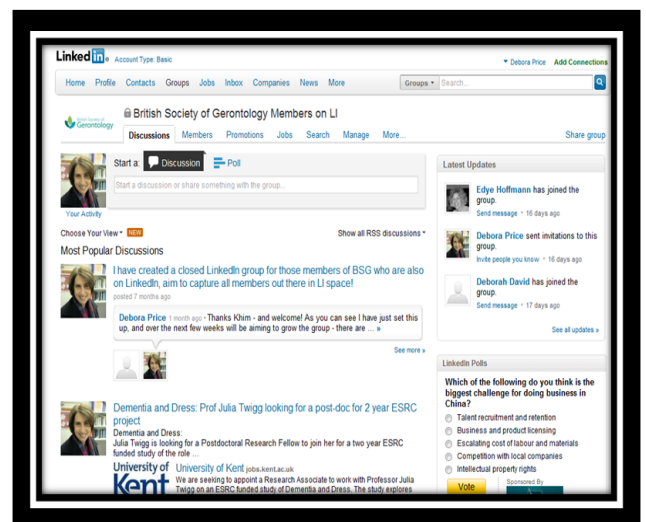 Linked in
Account Type: Basic
Debora Price
Add Connections
Home Profile Contacts Groups Jobs Inbox Companies News More
Groups
Search...
British Society of
Gerontology
British Society of Gerontology Members on LI
Discussions Members Promotions Jobs Search Manage More...
Share group
Start a: Discussion Poll
Start a discussion or share something with the group...
Your Activity
Choose Your View NEW
Show all RSS discussions
Most Popular Discussions
I have created a closed LinkedIn group for those members of BSG who are also
on LinkedIn, aim to capture all members out there in LI space!
posted 7 months ago
Debora Price 1 month ago • Thanks Khim - and welcome! As you can see I have just set this
up, and over the next few weeks will be aiming to grow the group - there are ... »
See more »
Dementia and Dress: Prof Julia Twigg looking for a post-doc for 2 year ESRC
project
Dementia and Dress:
Julia Twigg is looking for a Postdoctoral Research Fellow to join her for a two year ESRC
funded study of the role ...
University of
Kent
University of Kent jobs.kent.ac.uk
We are seeking to appoint a Research Associate to work with Professor Julia
Twigg on an ESRC funded study of Dementia and Dress. The study explores
Latest Updates
Edye Hoffmann has joined the
group.
Send message • 16 days ago
Debora Price sent invitations to this
group.
Invite people you know • 16 days ago
Deborah David has joined the
group.
Send message • 17 days ago
See all updates »
LinkedIn Polls
Which of the following do you think is the
biggest challenge for doing business in
China?
Talent recruitment and retention
Business and product licensing
Escalating cost of labour and materials
Competition with local companies
Intellectual property rights
Vote
Sponsored By